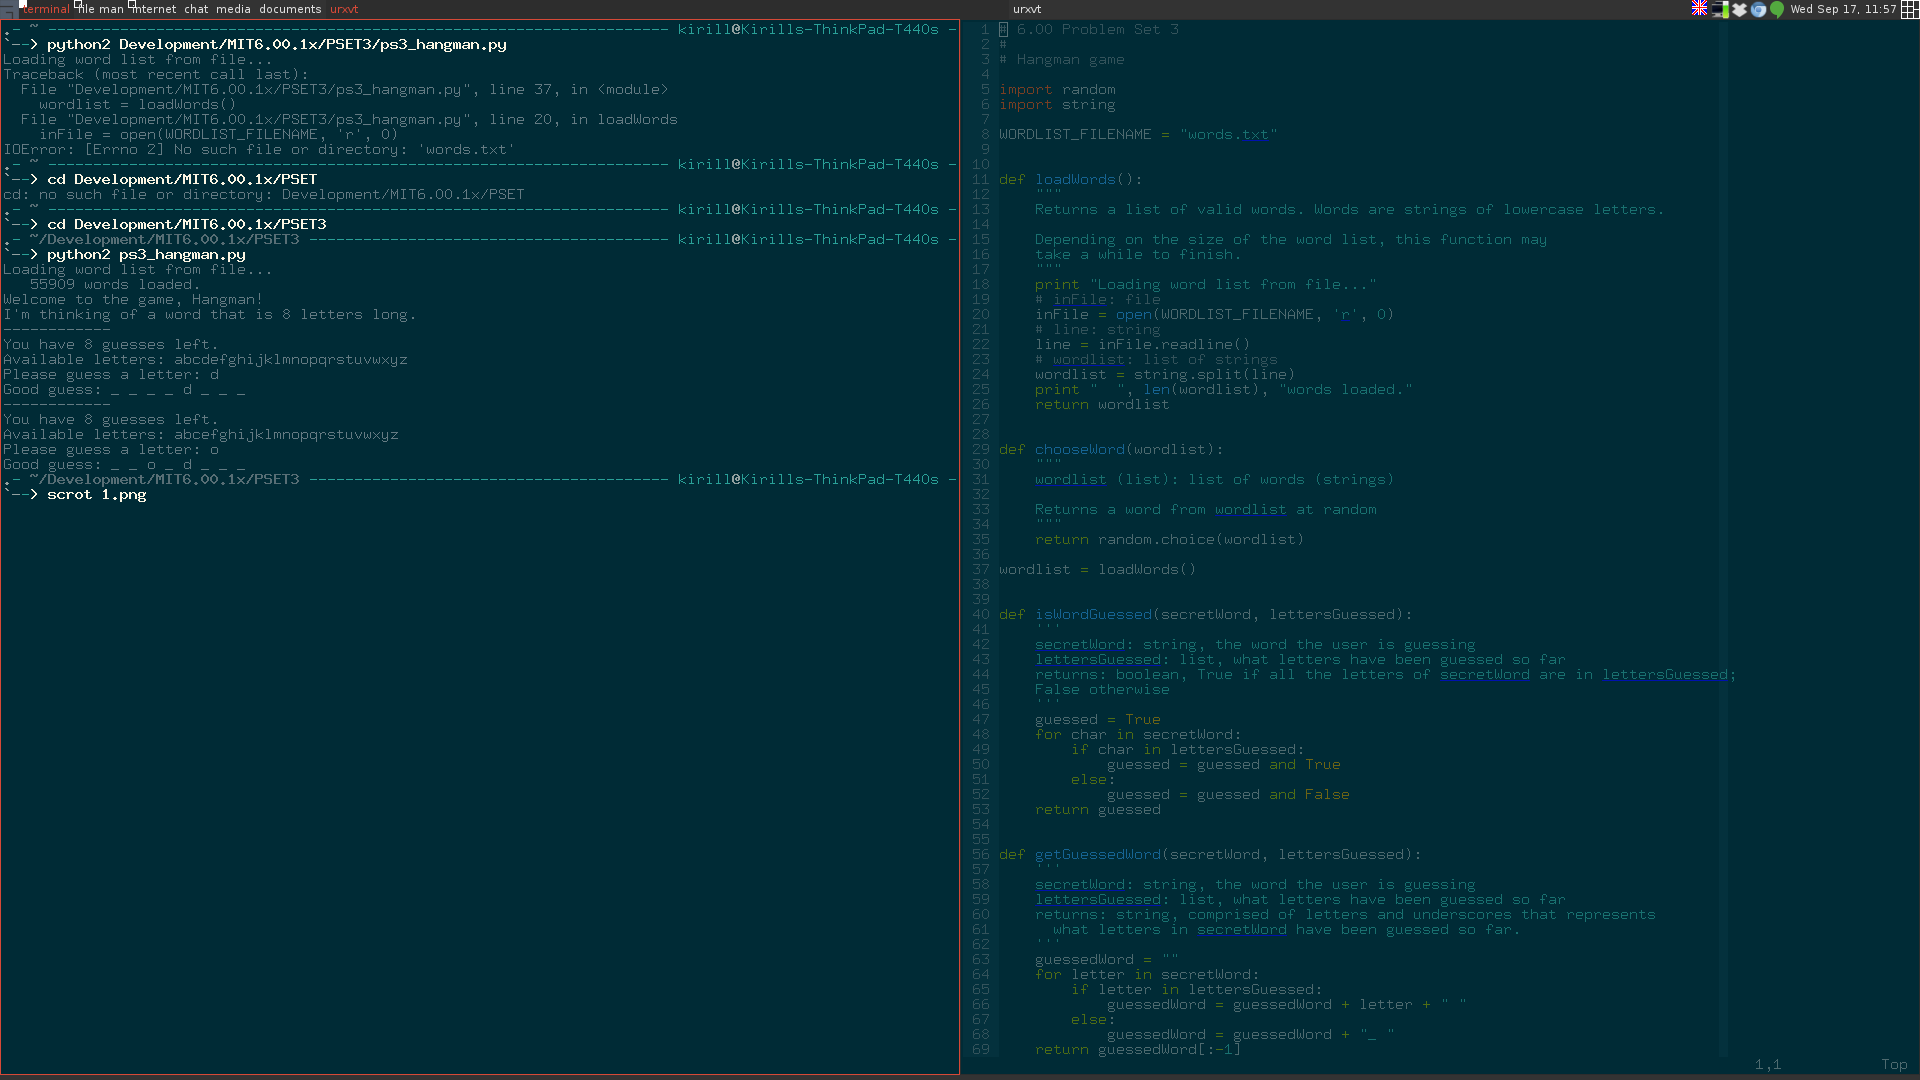 terminal file man internet chat media documents urxvt
urxvt
Wed Sep 17, 11:57
.- ~ --------------------------------------------------------------------- kirill@Kirills-ThinkPad-T440s -
`--> python2 Development/MIT6.00.1x/PSET3/ps3_hangman.py
Loading word list from file...
Traceback (most recent call last):
  File "Development/MIT6.00.1x/PSET3/ps3_hangman.py", line 37, in <module>
    wordlist = loadWords()
  File "Development/MIT6.00.1x/PSET3/ps3_hangman.py", line 20, in loadWords
    inFile = open(WORDLIST_FILENAME, 'r', 0)
IOError: [Errno 2] No such file or directory: 'words.txt'
.- ~ --------------------------------------------------------------------- kirill@Kirills-ThinkPad-T440s -
`--> cd Development/MIT6.00.1x/PSET
cd: no such file or directory: Development/MIT6.00.1x/PSET
.- ~ --------------------------------------------------------------------- kirill@Kirills-ThinkPad-T440s -
`--> cd Development/MIT6.00.1x/PSET3
.- ~/Development/MIT6.00.1x/PSET3 ---------------------------------------- kirill@Kirills-ThinkPad-T440s -
`--> python2 ps3_hangman.py
Loading word list from file...
   55909 words loaded.
Welcome to the game, Hangman!
I'm thinking of a word that is 8 letters long.
------------
You have 8 guesses left.
Available letters: abcdefghijklmnopqrstuvwxyz
Please guess a letter: d
Good guess: _ _ _ _ d _ _ _
------------
You have 8 guesses left.
Available letters: abcefghijklmnopqrstuvwxyz
Please guess a letter: o
Good guess: _ _ o _ d _ _ _
.- ~/Development/MIT6.00.1x/PSET3 ---------------------------------------- kirill@Kirills-ThinkPad-T440s -
`--> scrot 1.png
1 # 6.00 Problem Set 3
2 #
3 # Hangman game
4
5 import random
6 import string
7
8 WORDLIST_FILENAME = "words.txt"
9
10
11 def loadWords():
12     """
13     Returns a list of valid words. Words are strings of lowercase letters.
14
15     Depending on the size of the word list, this function may
16     take a while to finish.
17     """
18     print "Loading word list from file..."
19     # inFile: file
20     inFile = open(WORDLIST_FILENAME, 'r', 0)
21     # line: string
22     line = inFile.readline()
23     # wordlist: list of strings
24     wordlist = string.split(line)
25     print "  ", len(wordlist), "words loaded."
26     return wordlist
27
28
29 def chooseWord(wordlist):
30     """
31     wordlist (list): list of words (strings)
32
33     Returns a word from wordlist at random
34     """
35     return random.choice(wordlist)
36
37 wordlist = loadWords()
38
39
40 def isWordGuessed(secretWord, lettersGuessed):
41     '''
42     secretWord: string, the word the user is guessing
43     lettersGuessed: list, what letters have been guessed so far
44     returns: boolean, True if all the letters of secretWord are in lettersGuessed;
45     False otherwise
46     '''
47     guessed = True
48     for char in secretWord:
49         if char in lettersGuessed:
50             guessed = guessed and True
51         else:
52             guessed = guessed and False
53     return guessed
54
55
56 def getGuessedWord(secretWord, lettersGuessed):
57     '''
58     secretWord: string, the word the user is guessing
59     lettersGuessed: list, what letters have been guessed so far
60     returns: string, comprised of letters and underscores that represents
61       what letters in secretWord have been guessed so far.
62     '''
63     guessedWord = ""
64     for letter in secretWord:
65         if letter in lettersGuessed:
66             guessedWord = guessedWord + letter + " "
67         else:
68             guessedWord = guessedWord + "_ "
69     return guessedWord[:-1]
1,1 Top